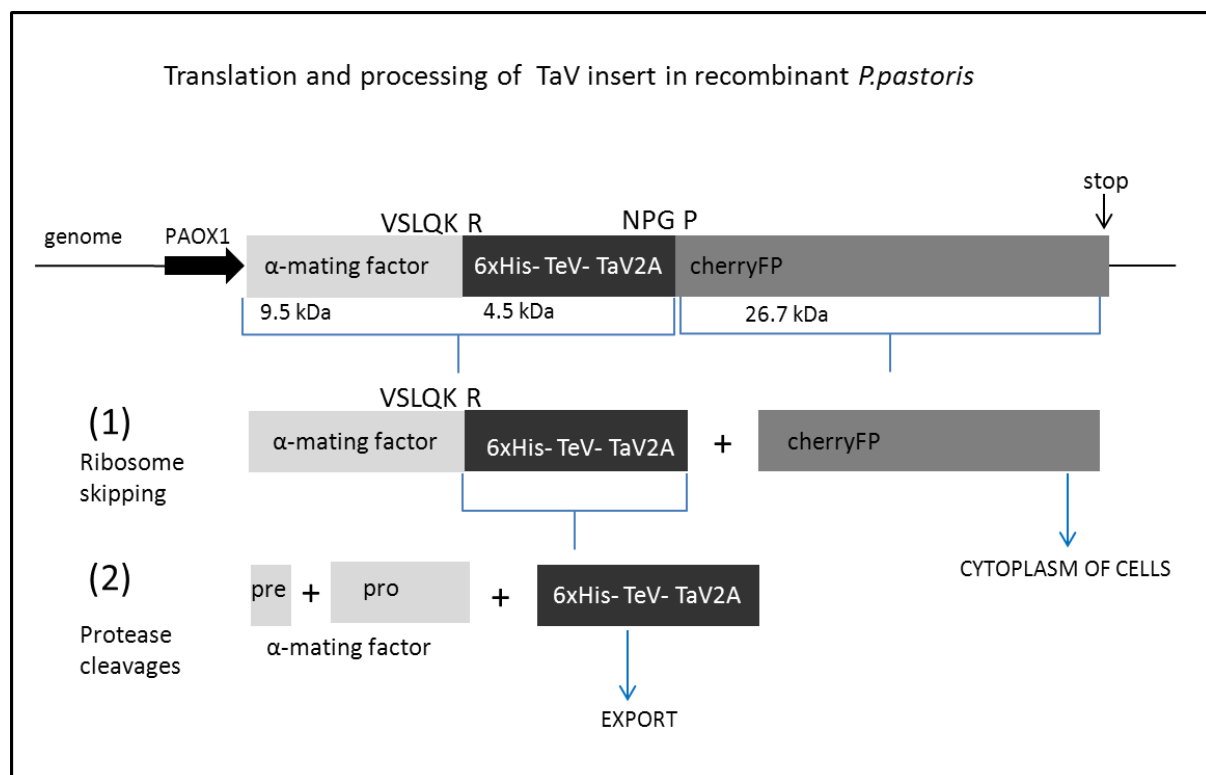 Translation and processing of TaV insert in recombinant P.pastoris
stop
VSLQK R
NPG P
genome
PAOX1
α-mating factor
6xHis- TeV- TaV2A
cherryFP
9.5 kDa
4.5 kDa
26.7 kDa
VSLQK R
(1)
Ribosome
skipping
α-mating factor
6xHis- TeV- TaV2A
+
cherryFP
CYTOPLASM OF CELLS
(2)
Protease
cleavages
pre
+
pro
α-mating factor
+
6xHis- TeV- TaV2A
EXPORT